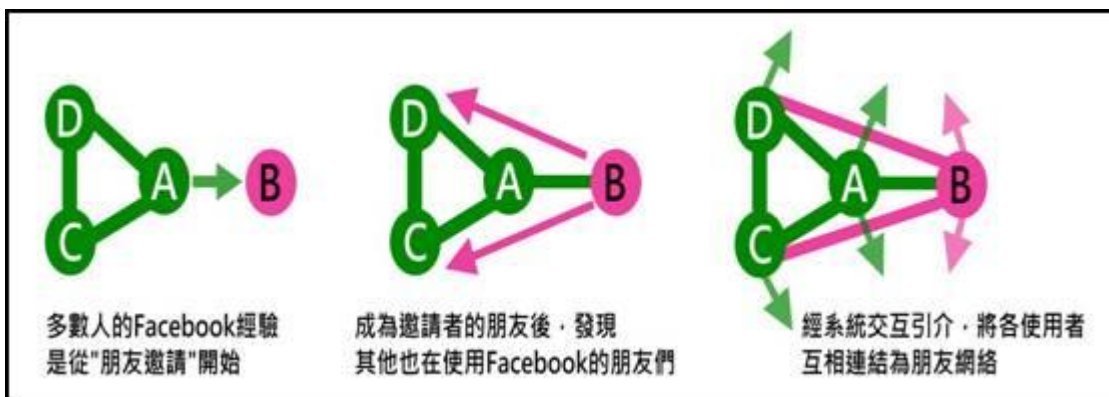 D
A
B
C
多數人的Facebook經驗
是從"朋友邀請"開始
D
A
B
C
成為邀請者的朋友後，發現
其他也在使用Facebook的朋友們
D
A
B
C
經系統交互引介，將各使用者
互相連結為朋友網絡